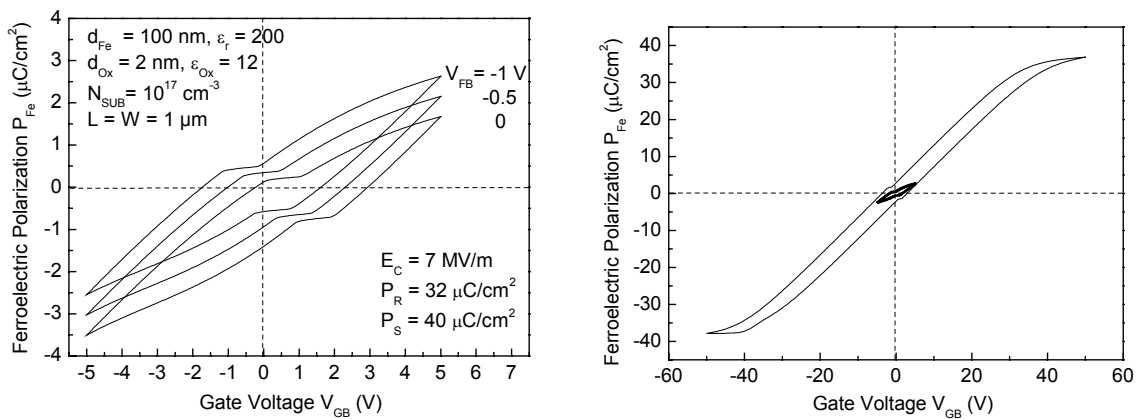 4
3
2
1
0
-1
-2
-3
-4
Ferroelectric Polarization P_Fe (µC/cm²)
d_Fe = 100 nm, ε_r = 200
d_Ox = 2 nm, ε_Ox = 12
N_SUB = 10¹⁷ cm⁻³
L = W = 1 µm
V_FB = -1 V
-0.5
0
E_C = 7 MV/m
P_R = 32 µC/cm²
P_S = 40 µC/cm²
-5 -4 -3 -2 -1 0 1 2 3 4 5 6 7
Gate Voltage V_GB (V)
40
30
20
10
0
-10
-20
-30
-40
Ferroelectric Polarization P_Fe (µC/cm²)
-60 -40 -20 0 20 40 60
Gate Voltage V_GB (V)